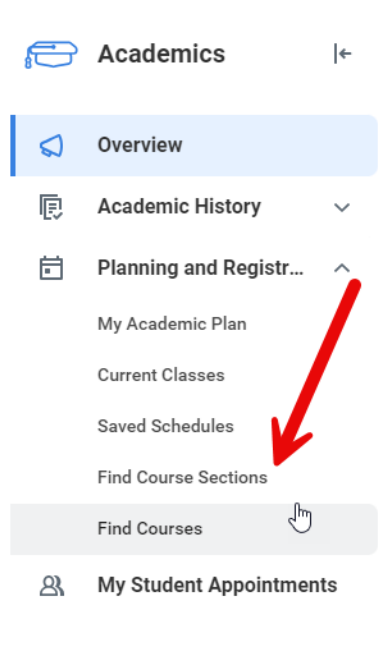 Academics
Overview
Academic History
Planning and Registr...
My Academic Plan
Current Classes
Saved Schedules
Find Course Sections
Find Courses
My Student Appointments